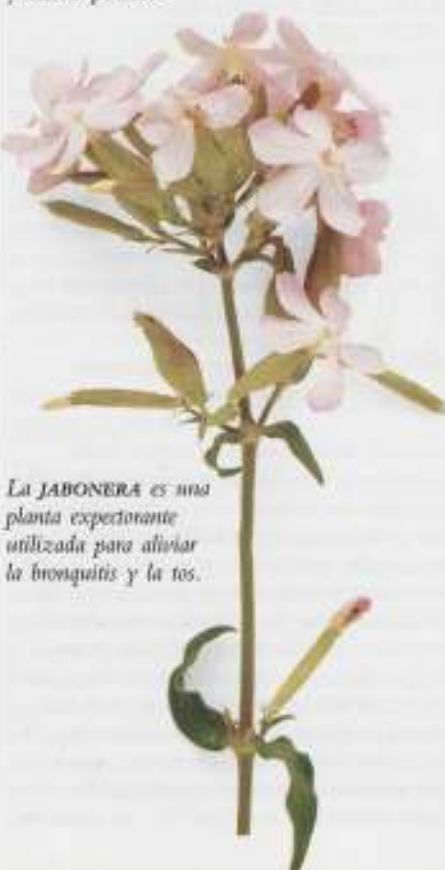 La JABONERA es una
planta expectorante
utilizada para aliviar
la bronquitis y la tos.